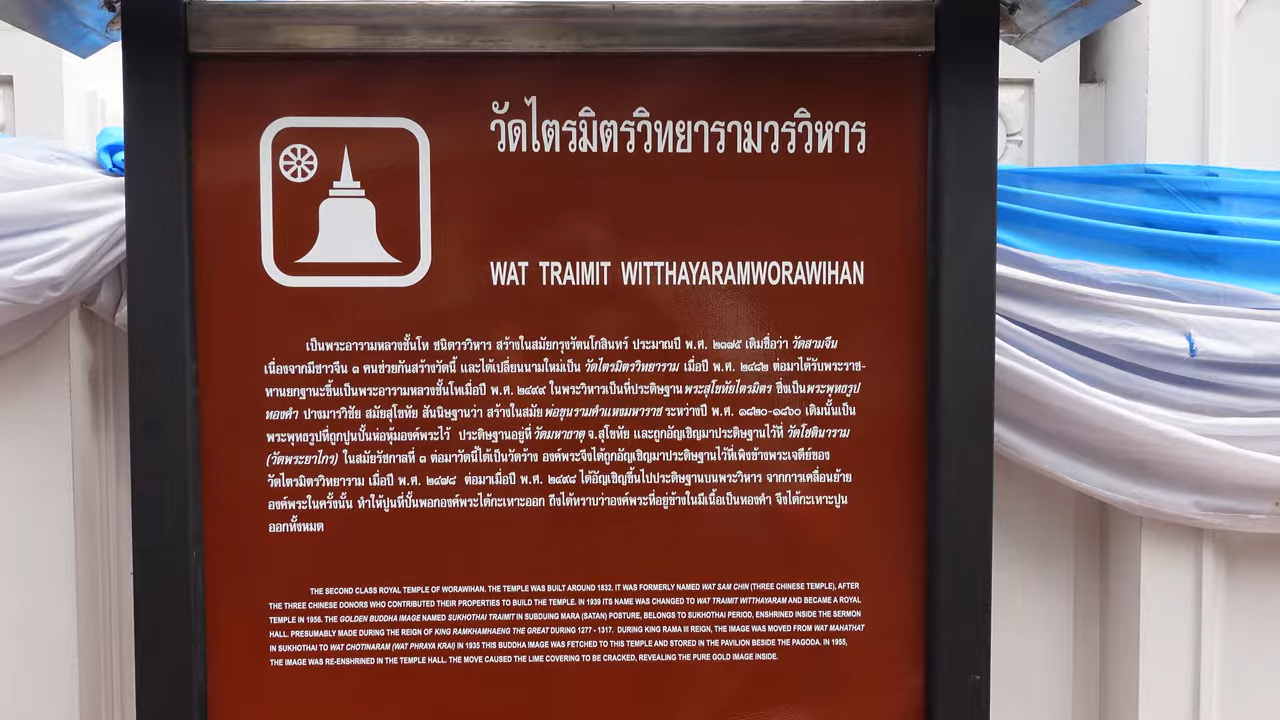 วัดไตรมิตรวิทยารามวรวิหาร
WAT TRAIMIT WITTHAYARAMWORAWIHAN
เป็นพระอารามหลวงชั้นโท ชนิดวรวิหาร สร้างในสมัยกรุงรัตนโกสินทร์ ประมาณปี พ.ศ. ๒๓๗๕ เดิมชื่อว่า วัดสามจีน
เนื่องจากมีชาวจีน ๓ คนช่วยกันสร้างวัดนี้ และได้เปลี่ยนนามใหม่เป็น วัดไตรมิตรวิทยาราม เมื่อปี พ.ศ. ๒๔๘๒ ต่อมาได้รับพระราช-
ทานยกฐานะขึ้นเป็นพระอารามหลวงชั้นโทเมื่อปี พ.ศ. ๒๔๙๙ ในพระวิหารเป็นที่ประดิษฐาน พระสุโขทัยไตรมิตร ซึ่งเป็นพระพุทธรูป
ทองคำ ปางมารวิชัย สมัยสุโขทัย สันนิษฐานว่า สร้างในสมัย พ่อขุนรามคำแหงมหาราช ระหว่างปี พ.ศ. ๑๘๒๐-๑๘๖๐ เดิมนั้นเป็น
พระพุทธรูปที่ถูกปูนปั้นพ่อหุ้มองค์พระไว้ ประดิษฐานอยู่ที่ วัดมหาธาตุ จ.สุโขทัย และถูกอัญเชิญมาประดิษฐานไว้ที่ วัดโชตินาราม
(วัดพระยาไกร) ในสมัยรัชกาลที่ ๓ ต่อมาวัดนี้ได้เป็นวัดร้าง องค์พระจึงได้ถูกอัญเชิญมาประดิษฐานไว้ที่เพิงข้างพระเจดีย์ของ
วัดไตรมิตรวิทยาราม เมื่อปี พ.ศ. ๒๔๗๘ ต่อมาเมื่อปี พ.ศ. ๒๔๙๘ ได้อัญเชิญขึ้นไปประดิษฐานบนพระวิหาร จากการเคลื่อนย้าย
องค์พระในครั้งนั้น ทำให้ปูนที่ปั้นพอกองค์พระได้กะเทาะออก ถึงได้ทราบว่าองค์พระที่อยู่ข้างในมีเนื้อเป็นทองคำ จึงได้กะเทาะปูน
ออกทั้งหมด
THE SECOND CLASS ROYAL TEMPLE OF WORAWIHAN. THE TEMPLE WAS BUILT AROUND 1832. IT WAS FORMERLY NAMED WAT SAM CHIN (THREE CHINESE TEMPLE), AFTER
THE THREE CHINESE DONORS WHO CONTRIBUTED THEIR PROPERTIES TO BUILD THE TEMPLE. IN 1939 ITS NAME WAS CHANGED TO WAT TRAIMIT WITTHAYARAM AND BECAME A ROYAL
TEMPLE IN 1956. THE GOLDEN BUDDHA IMAGE NAMED SUKHOTHAI TRAIMIT IN SUBDUING MARA (SATAN) POSTURE, BELONGS TO SUKHOTHAI PERIOD, ENSHRINED INSIDE THE SERMON
HALL. PRESUMABLY MADE DURING THE REIGN OF KING RAMKHAMHAENG THE GREAT DURING 1277 - 1317. DURING KING RAMA III REIGN, THE IMAGE WAS MOVED FROM WAT MAHATHAT
IN SUKHOTHAI TO WAT CHOTINARAM (WAT PHRAYA KRAI) IN 1935 THIS BUDDHA IMAGE WAS FETCHED TO THIS TEMPLE AND STORED IN THE PAVILION BESIDE THE PAGODA. IN 1955,
THE IMAGE WAS RE-ENSHRINED IN THE TEMPLE HALL. THE MOVE CAUSED THE LIME COVERING TO BE CRACKED, REVEALING THE PURE GOLD IMAGE INSIDE.